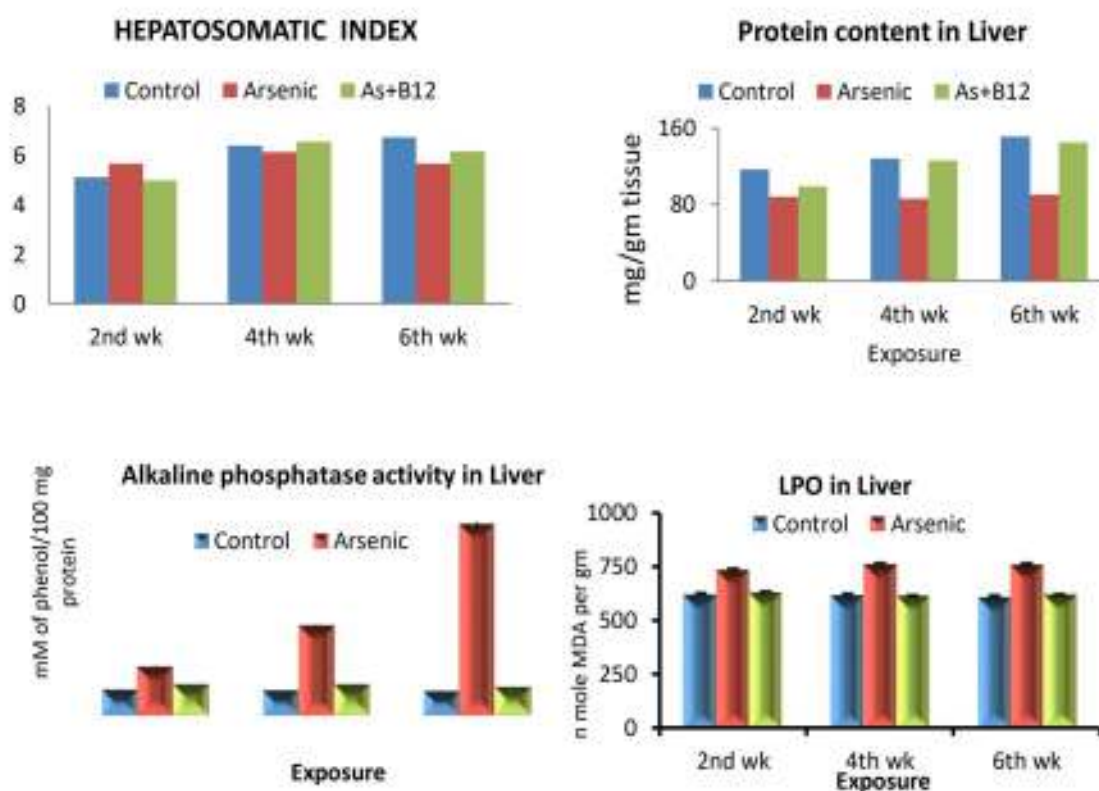 HEPATOSOMATIC INDEX
Control Arsenic As+B12
8
6
4
2
0
2nd wk 4th wk 6th wk
Protein content in Liver
Control Arsenic As+B12
mg/gm tissue
160
80
0
2nd wk 4th wk 6th wk
Exposure
Alkaline phosphatase activity in Liver
mM of phenol/100 mg
protein
Control Arsenic
Exposure
LPO in Liver
Control Arsenic
n mole MDA per gm
1000
750
500
250
0
2nd wk 4th wk 6th wk
Exposure